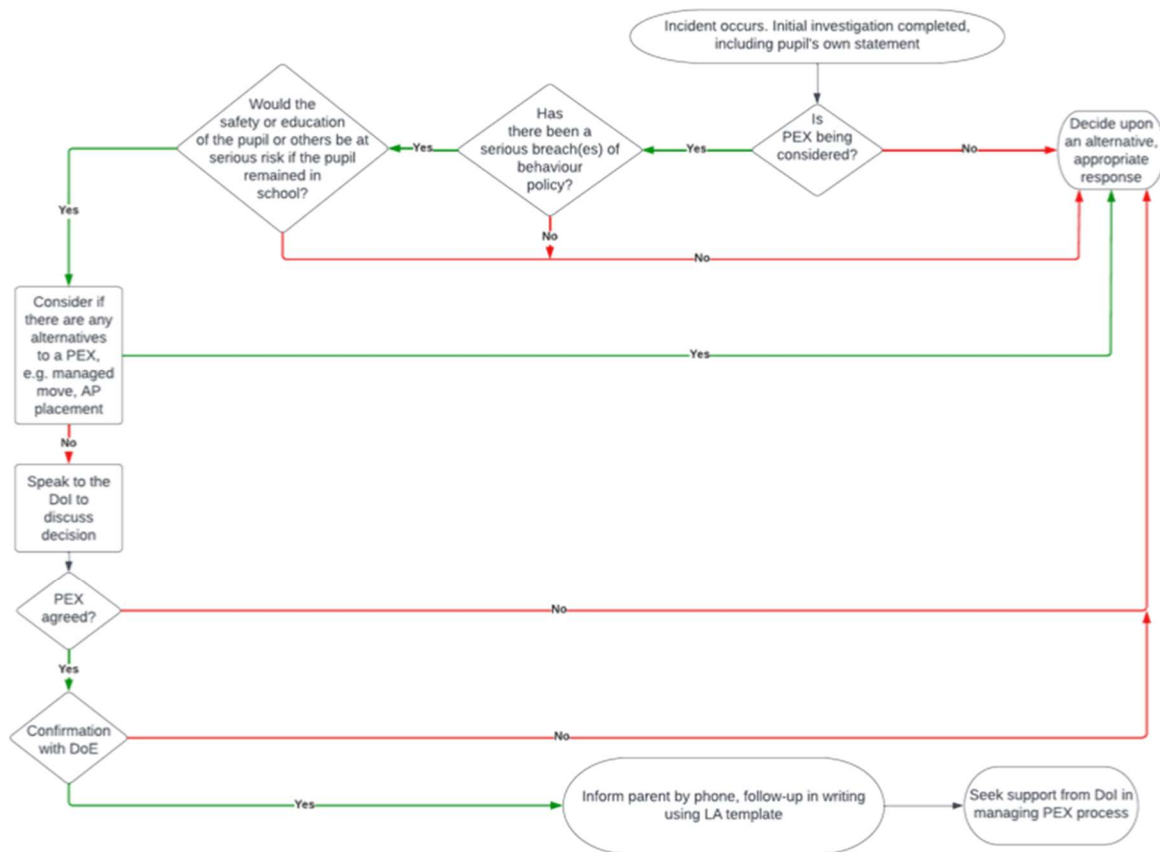 Incident occurs. Initial investigation completed,
including pupil's own statement
Is
PEX being
considered?
No
Decide upon
an alternative,
appropriate
response
Yes
Has
there been a
serious breach(es) of
behaviour
policy?
No
Yes
Would the
safety or education
of the pupil or others be at
serious risk if the pupil
remained in
school?
No
Yes
Consider if
there are any
alternatives
to a PEX,
e.g. managed
move, AP
placement
Yes
No
Speak to the
DoI to
discuss
decision
PEX
agreed?
No
Yes
Confirmation
with DoE
No
Yes
Inform parent by phone, follow-up in writing
using LA template
Seek support from DoI in
managing PEX process